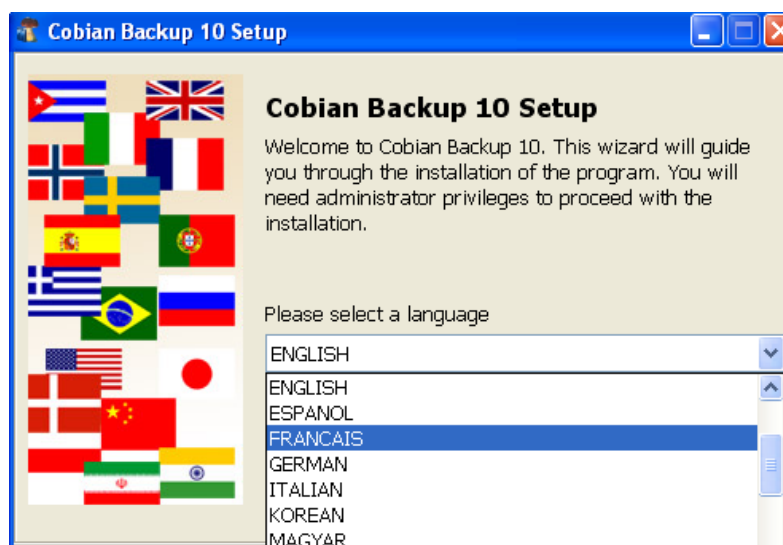 Cobian Backup 10 Setup
Cobian Backup 10 Setup
Welcome to Cobian Backup 10. This wizard will guide
you through the installation of the program. You will
need administrator privileges to proceed with the
installation.
Please select a language
ENGLISH
ENGLISH
ESPANOL
FRANCAIS
GERMAN
ITALIAN
KOREAN
MAGYAR